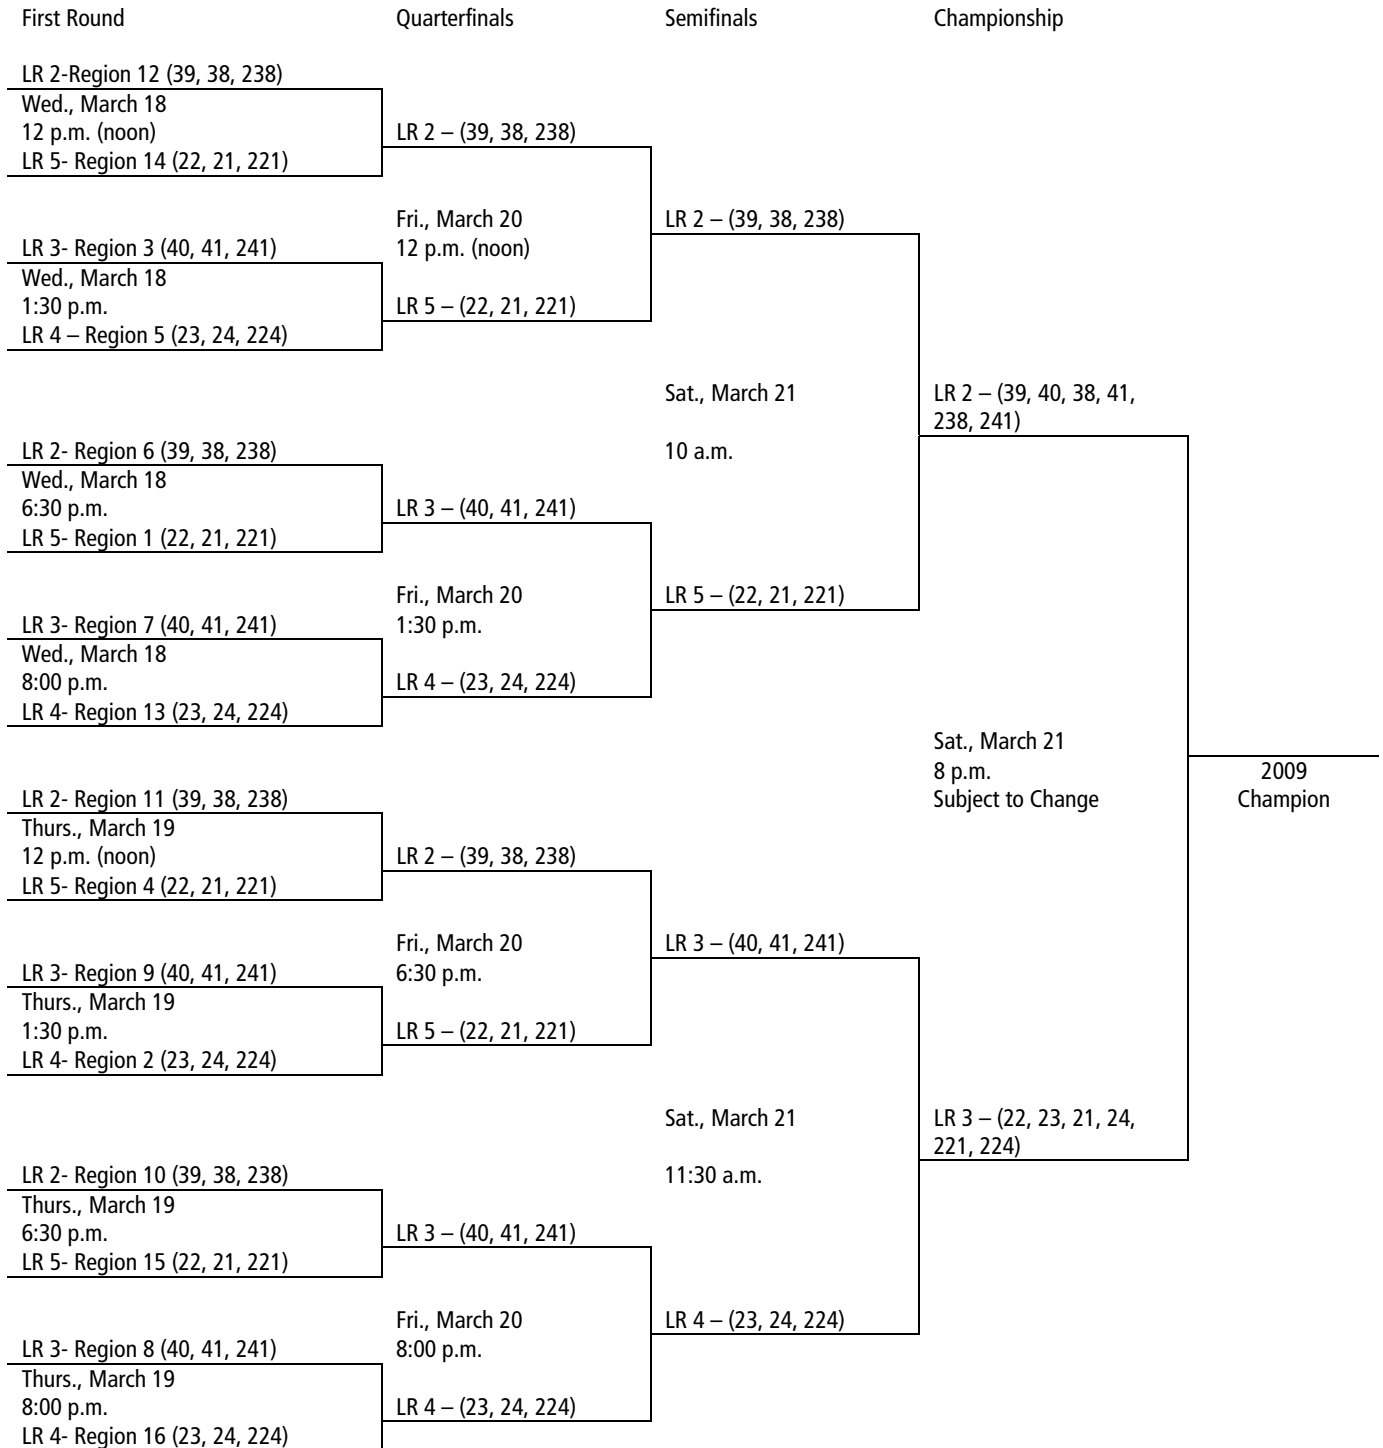 First Round
Quarterfinals
Semifinals
Championship
LR 2-Region 12 (39, 38, 238)
Wed., March 18
12 p.m. (noon)
LR 5- Region 14 (22, 21, 221)
LR 3- Region 3 (40, 41, 241)
Wed., March 18
1:30 p.m.
LR 4 – Region 5 (23, 24, 224)
LR 2- Region 6 (39, 38, 238)
Wed., March 18
6:30 p.m.
LR 5- Region 1 (22, 21, 221)
LR 3- Region 7 (40, 41, 241)
Wed., March 18
8:00 p.m.
LR 4- Region 13 (23, 24, 224)
LR 2- Region 11 (39, 38, 238)
Thurs., March 19
12 p.m. (noon)
LR 5- Region 4 (22, 21, 221)
LR 3- Region 9 (40, 41, 241)
Thurs., March 19
1:30 p.m.
LR 4- Region 2 (23, 24, 224)
LR 2- Region 10 (39, 38, 238)
Thurs., March 19
6:30 p.m.
LR 5- Region 15 (22, 21, 221)
LR 3- Region 8 (40, 41, 241)
Thurs., March 19
8:00 p.m.
LR 4- Region 16 (23, 24, 224)
LR 2 – (39, 38, 238)
Fri., March 20
12 p.m. (noon)
LR 5 – (22, 21, 221)
LR 3 – (40, 41, 241)
Fri., March 20
1:30 p.m.
LR 4 – (23, 24, 224)
LR 2 – (39, 38, 238)
Fri., March 20
6:30 p.m.
LR 5 – (22, 21, 221)
LR 3 – (40, 41, 241)
Fri., March 20
8:00 p.m.
LR 4 – (23, 24, 224)
LR 2 – (39, 38, 238)
Sat., March 21
10 a.m.
LR 5 – (22, 21, 221)
LR 3 – (40, 41, 241)
Sat., March 21
11:30 a.m.
LR 4 – (23, 24, 224)
LR 2 – (39, 40, 38, 41,
238, 241)
Sat., March 21
8 p.m.
Subject to Change
LR 3 – (22, 23, 21, 24,
221, 224)
2009
Champion